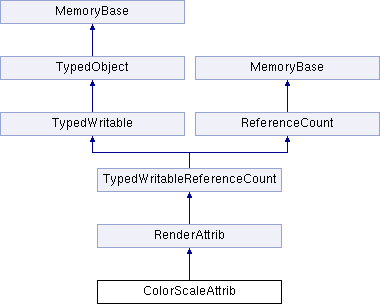 MemoryBase
TypedObject
MemoryBase
TypedWritable
ReferenceCount
TypedWritableReferenceCount
RenderAttrib
ColorScaleAttrib